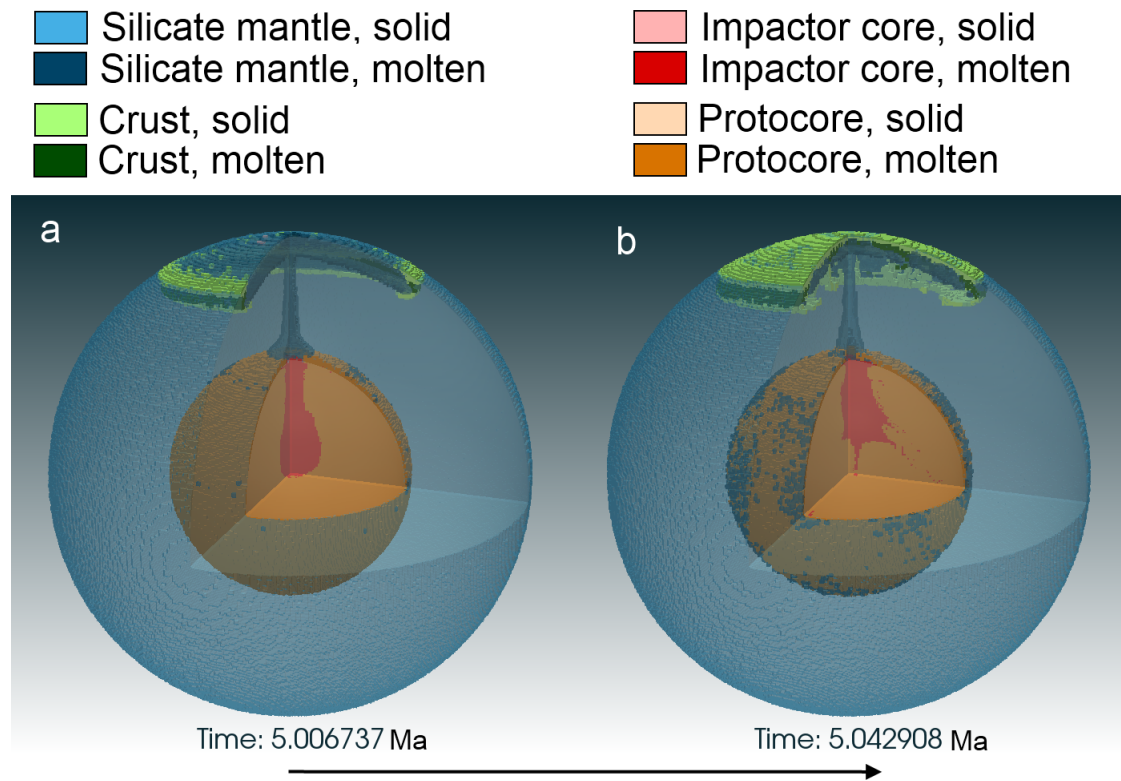 Silicate mantle, solid
Silicate mantle, molten
Crust, solid
Crust, molten
Impactor core, solid
Impactor core, molten
Protocore, solid
Protocore, molten
a
b
Time: 5.006737 Ma
Time: 5.042908 Ma